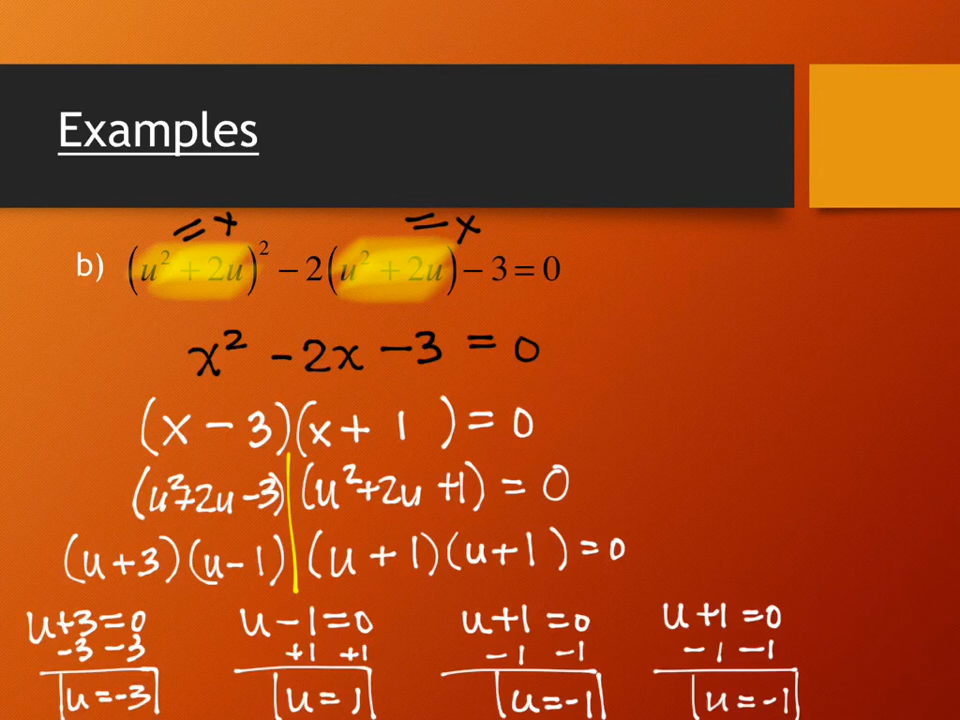 Examples
= x = x
b) (u² + 2u)² − 2(u² + 2u) − 3 = 0
x² − 2x − 3 = 0
(x − 3)(x + 1) = 0
(u²+2u−3)|(u²+2u+1) = 0
(u+3)(u−1)|(u+1)(u+1) = 0
u+3=0 u−1=0 u+1=0 u+1=0
−3 −3 +1 +1 −1 −1 −1 −1
u=−3 u=1 u=−1 u=−1